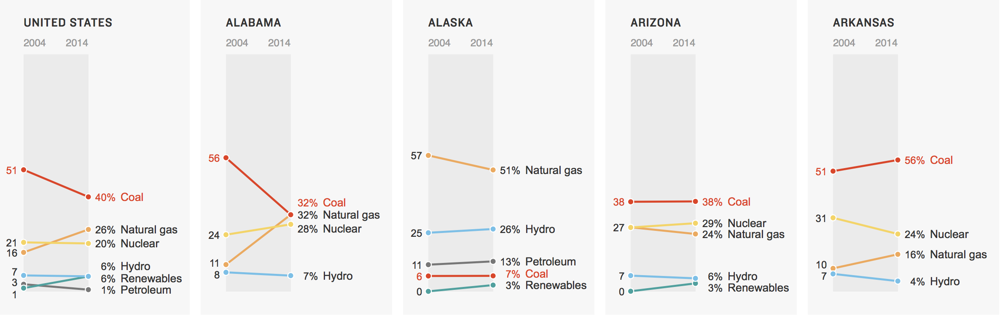 UNITED STATES
2004 2014
51
40% Coal
26% Natural gas
21
20% Nuclear
16
6% Hydro
7
6% Renewables
3
1% Petroleum
1
ALABAMA
2004 2014
56
32% Coal
32% Natural gas
28% Nuclear
24
11
8
7% Hydro
ALASKA
2004 2014
57
51% Natural gas
25
26% Hydro
11
13% Petroleum
6
7% Coal
0
3% Renewables
ARIZONA
2004 2014
38
38% Coal
29% Nuclear
27
24% Natural gas
7
6% Hydro
0
3% Renewables
ARKANSAS
2004 2014
56% Coal
51
31
24% Nuclear
16% Natural gas
10
7
4% Hydro